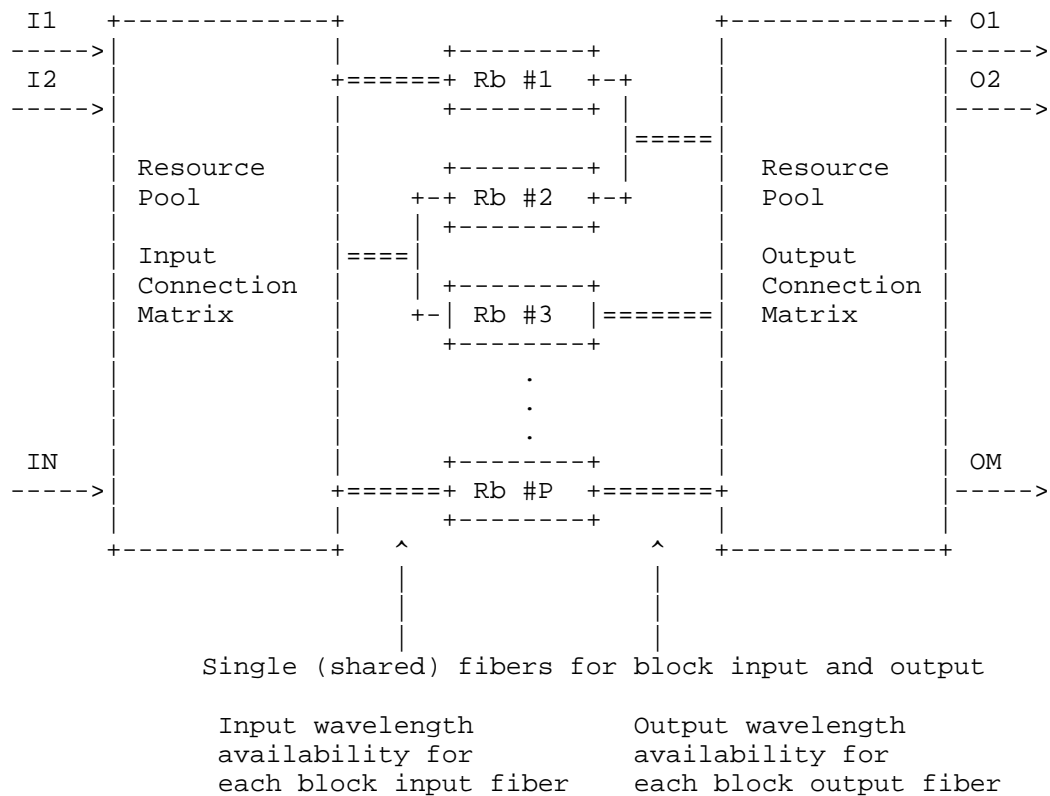 I1 O1
I2 Rb #1 O2
Resource Resource
Pool Rb #2 Pool
Input Output
Connection Connection
Matrix Rb #3 Matrix
.
.
.
IN Rb #P OM
Single (shared) fibers for block input and output
Input wavelength Output wavelength
availability for availability for
each block input fiber each block output fiber